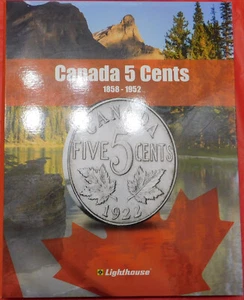 Canada 5 Cents
1858 - 1952
CANADA
FIVE 5 CENTS
1922
Lighthouse